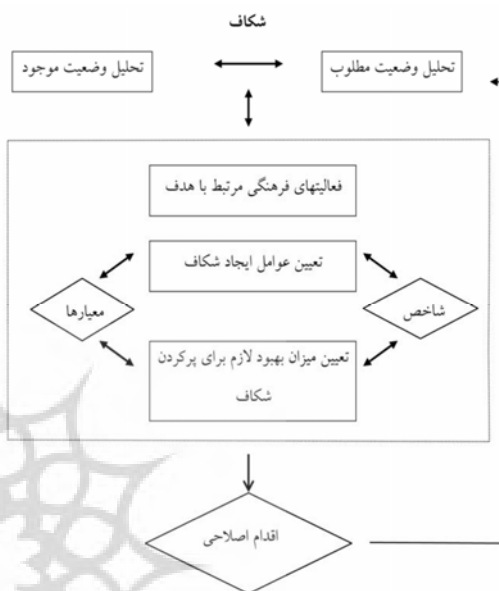 شکاف
تحلیل وضعیت مطلوب
تحلیل وضعیت موجود
فعالیتهای فرهنگی مرتبط با هدف
تعیین عوامل ایجاد شکاف
شاخص
معیارها
تعیین میزان بهبود لازم برای پرکردن
شکاف
اقدام اصلاحی